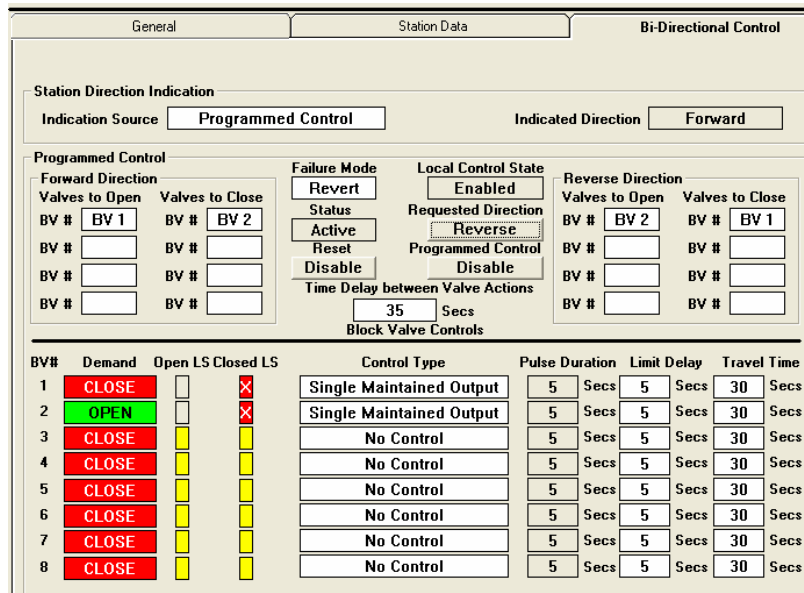 General Station Data Bi-Directional Control
Station Direction Indication
Indication Source Programmed Control Indicated Direction Forward
Programmed Control
Forward Direction Failure Mode Local Control State Reverse Direction
Valves to Open Valves to Close Revert Enabled Valves to Open Valves to Close
BV # BV 1 BV # BV 2 Status Requested Direction BV # BV 2 BV # BV 1
BV # BV # Active Reverse BV # BV #
Reset Programmed Control
BV # BV # Disable Disable BV # BV #
Time Delay between Valve Actions
BV # BV # 35 Secs BV # BV #
Block Valve Controls
BV# Demand Open LS Closed LS Control Type Pulse Duration Limit Delay Travel Time
1 CLOSE X Single Maintained Output 5 Secs 5 Secs 30 Secs
2 OPEN X Single Maintained Output 5 Secs 5 Secs 30 Secs
3 CLOSE No Control 5 Secs 5 Secs 30 Secs
4 CLOSE No Control 5 Secs 5 Secs 30 Secs
5 CLOSE No Control 5 Secs 5 Secs 30 Secs
6 CLOSE No Control 5 Secs 5 Secs 30 Secs
7 CLOSE No Control 5 Secs 5 Secs 30 Secs
8 CLOSE No Control 5 Secs 5 Secs 30 Secs